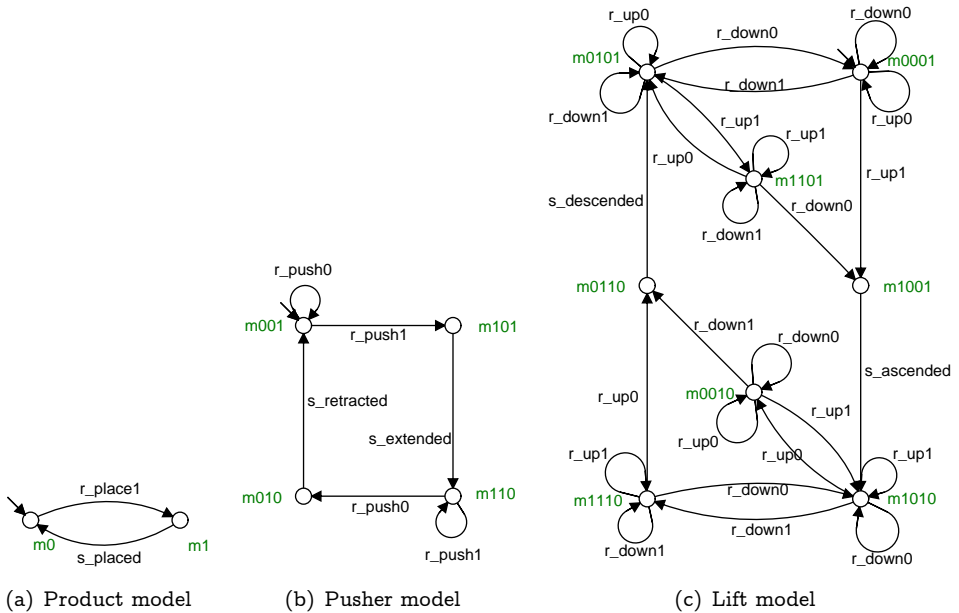 r_place1
m0
m1
s_placed
(a) Product model
r_push0
m001
m101
r_push1
s_retracted
s_extended
m010
m110
r_push0
r_push1
(b) Pusher model
r_up0
r_down0
r_down0
m0101
m0001
r_down1
r_down1
r_up1
r_up0
r_up1
r_up0
r_up1
m1101
s_descended
r_down0
r_down1
m0110
m1001
r_down1
r_down0
s_ascended
m0010
r_up0
r_up1
r_up0
r_up0
r_up1
r_up1
m1110
r_down0
m1010
r_down1
r_down1
r_down0
(c) Lift model